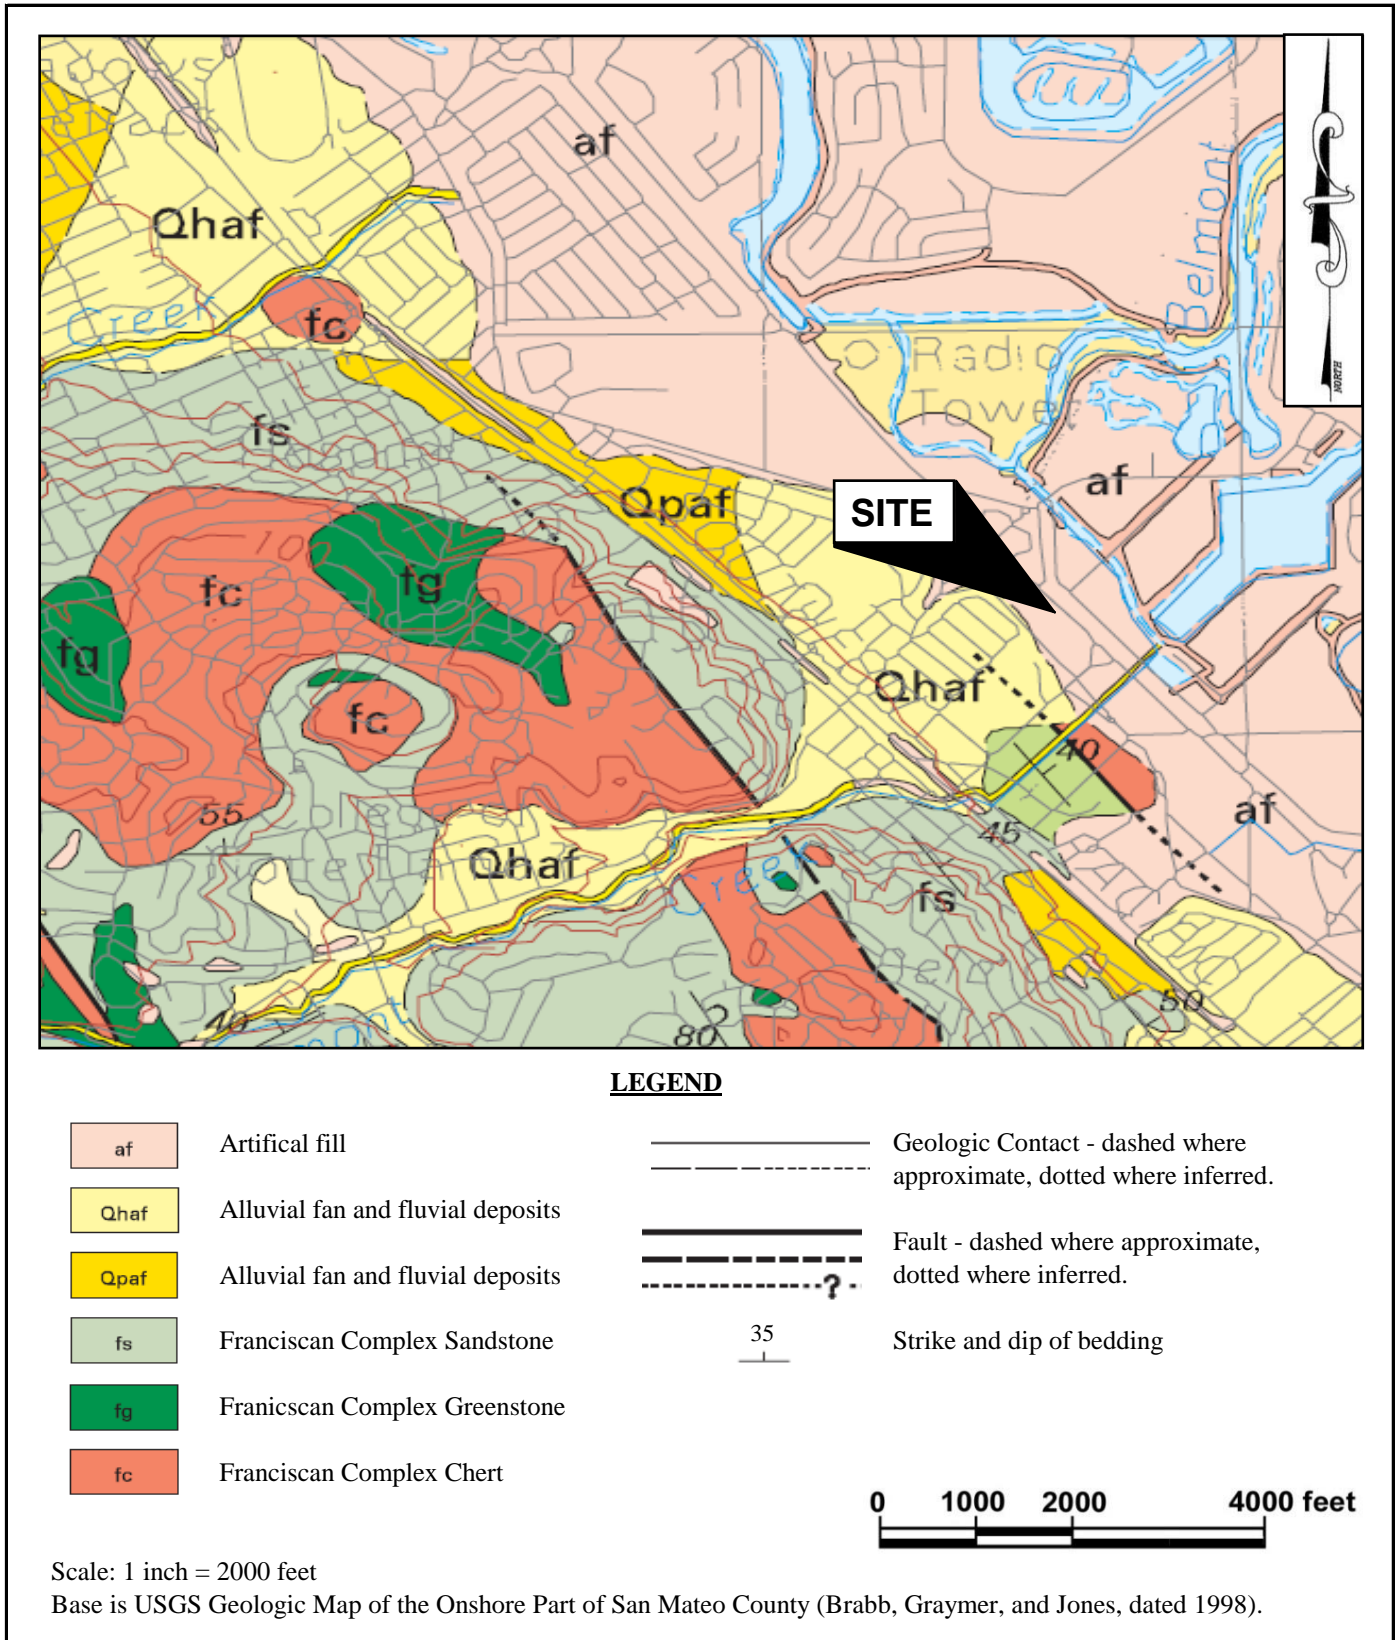 af
Qhaf
Belmont
Creek
fc
Radio
Tower
fs
af
SITE
Qpaf
100
fc
fg
fg
Qhaf
fc
40
55
45
af
Qhaf
Creek
fs
50
40
80
NORTH
LEGEND
af Artifical fill
Qhaf Alluvial fan and fluvial deposits
Qpaf Alluvial fan and fluvial deposits
fs Franciscan Complex Sandstone
fg Franicscan Complex Greenstone
fc Franciscan Complex Chert
Geologic Contact - dashed where
approximate, dotted where inferred.
Fault - dashed where approximate,
dotted where inferred.
?
35
Strike and dip of bedding
0 1000 2000 4000 feet
Scale: 1 inch = 2000 feet
Base is USGS Geologic Map of the Onshore Part of San Mateo County (Brabb, Graymer, and Jones, dated 1998).